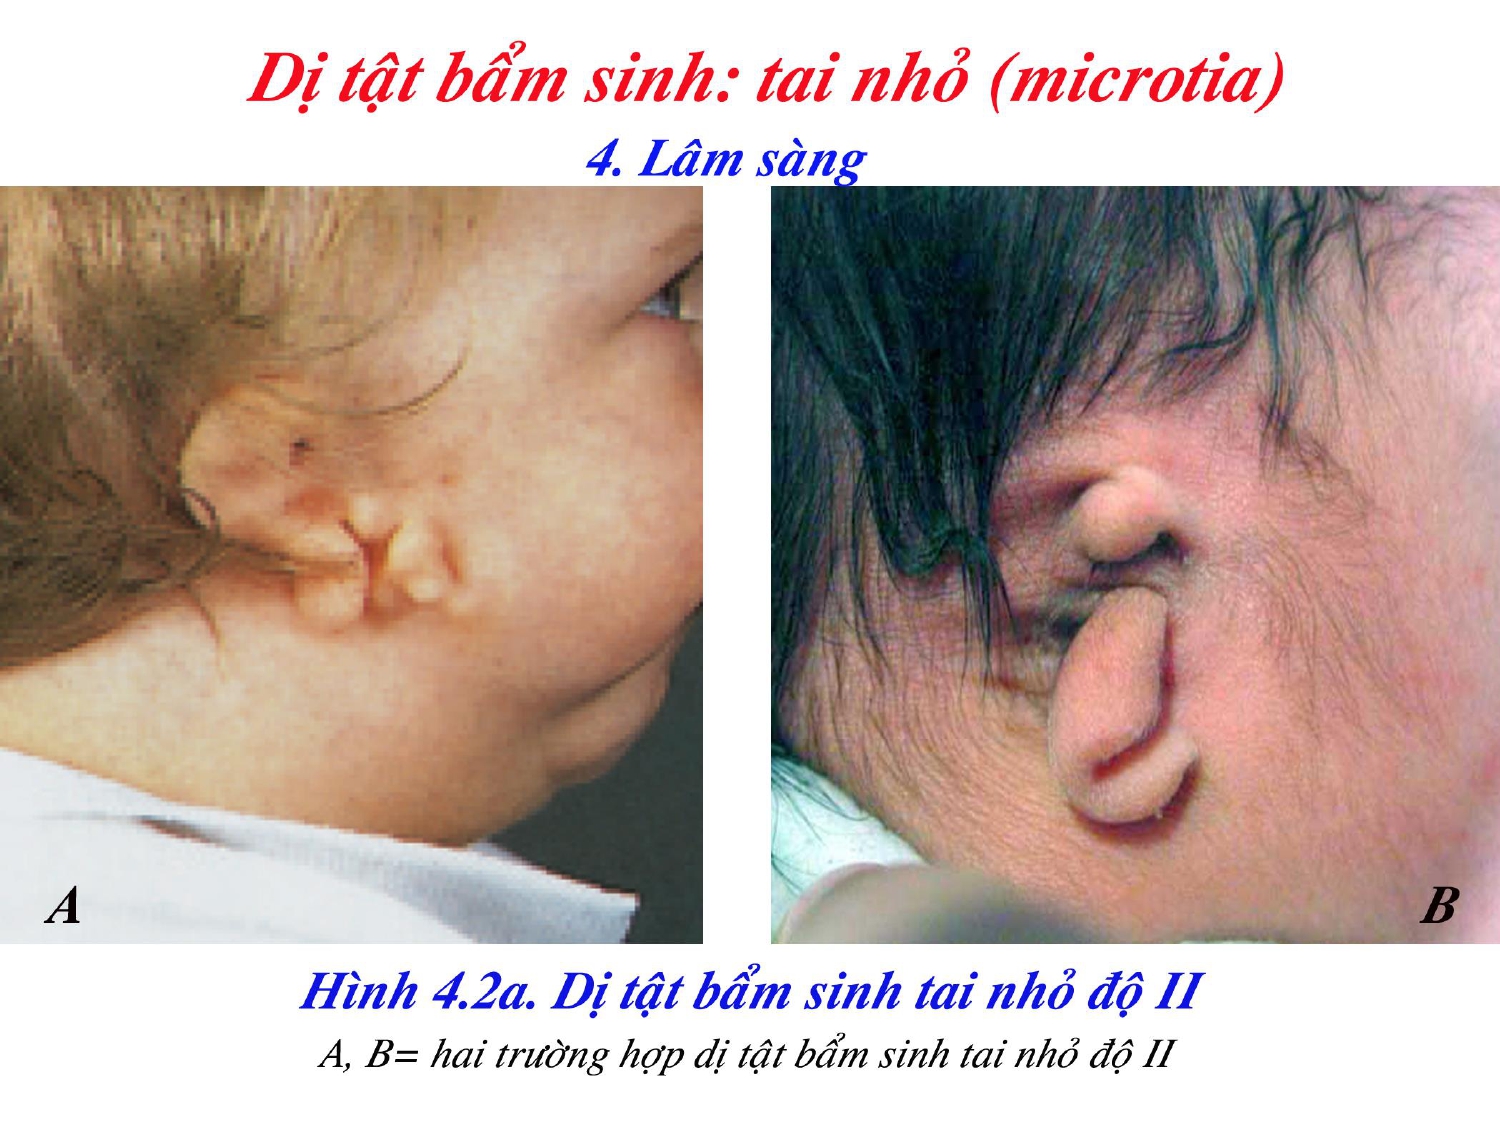 Dị tật bẩm sinh: tai nhỏ (microtia)
4. Lâm sàng
A
B
Hình 4.2a. Dị tật bẩm sinh tai nhỏ độ II
A, B= hai trường hợp dị tật bẩm sinh tai nhỏ độ II